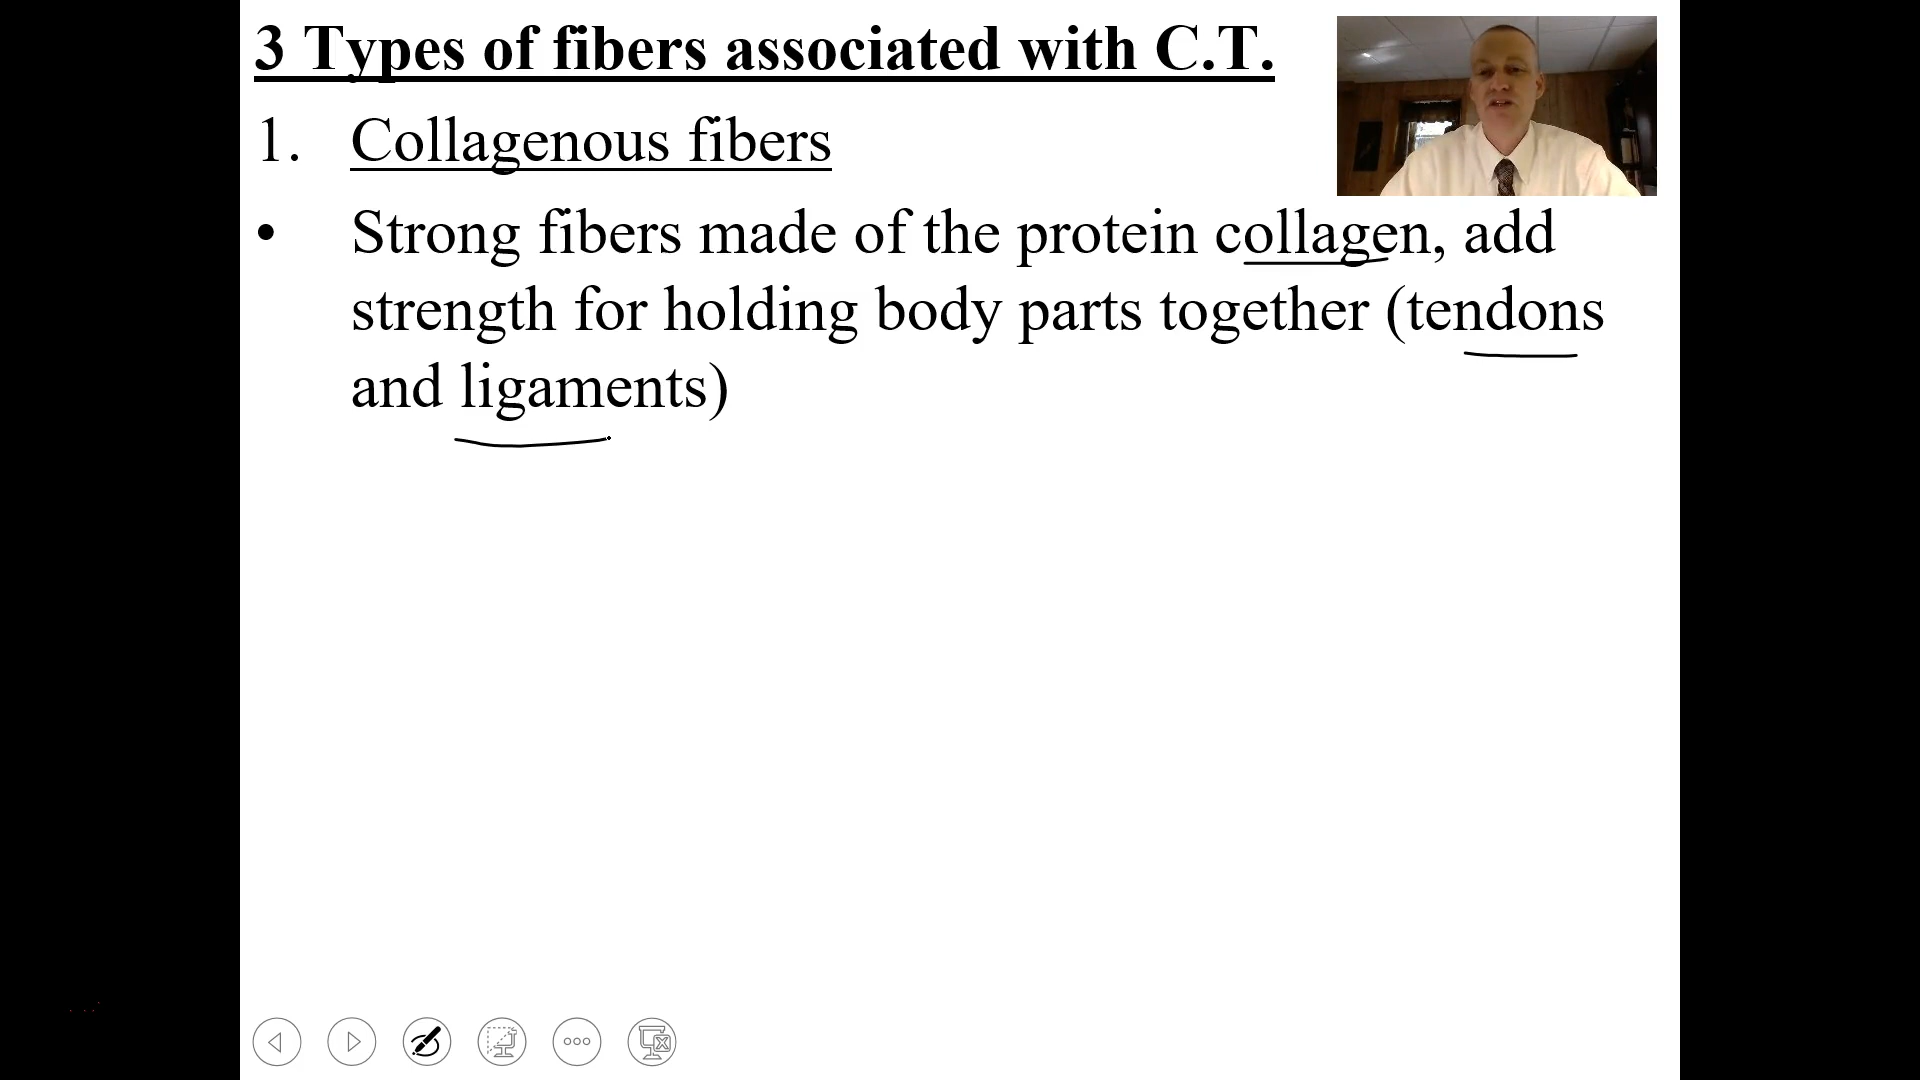 3 Types of fibers associated with C.T.
1. Collagenous fibers
• Strong fibers made of the protein collagen, add
strength for holding body parts together (tendons
and ligaments)